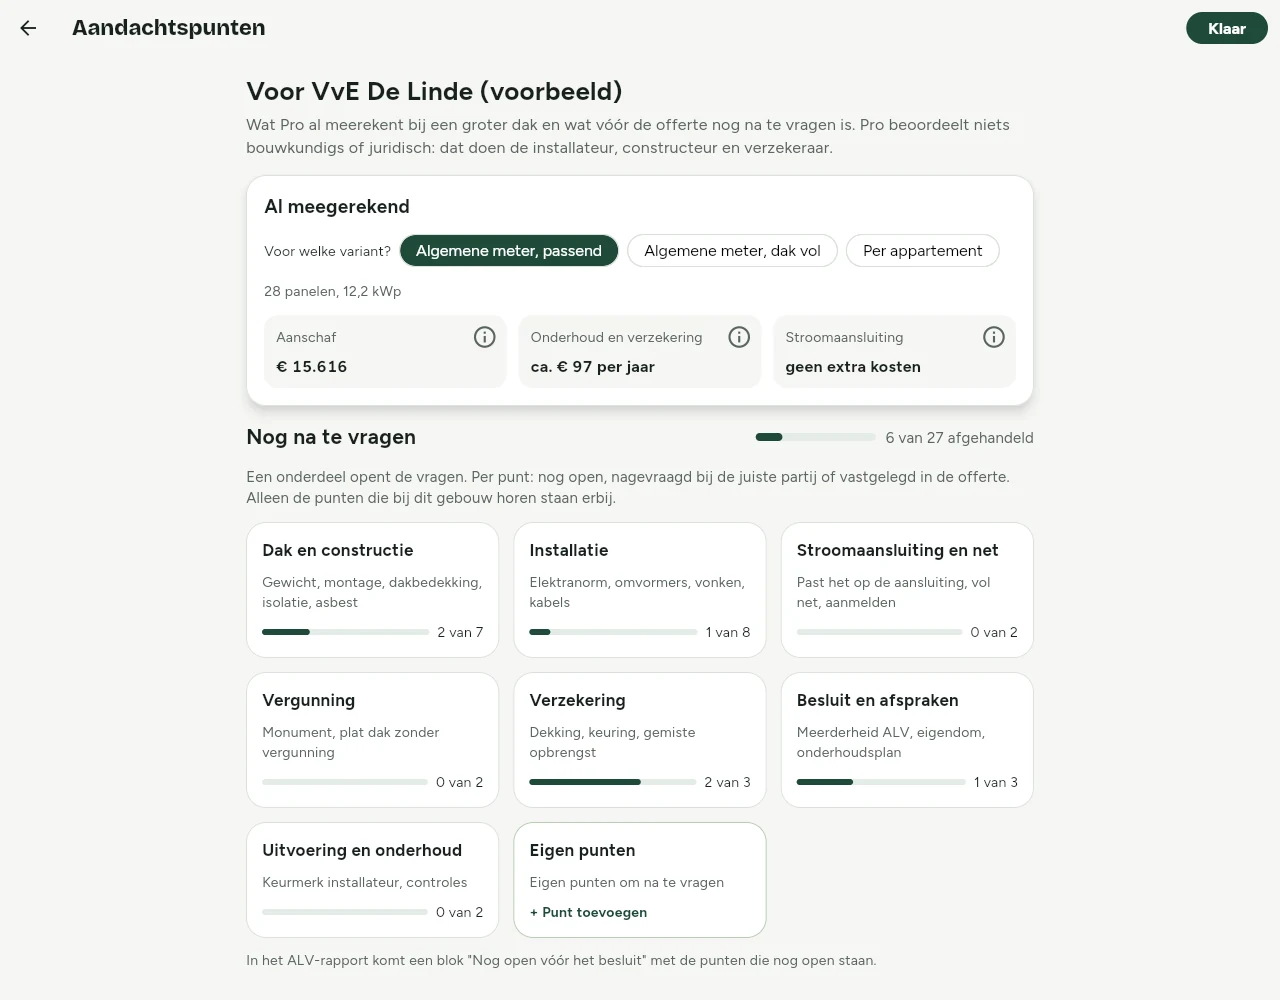 Aandachtspunten
Klaar
Voor VvE De Linde (voorbeeld)
Wat Pro al meerekent bij een groter dak en wat vóór de offerte nog na te vragen is. Pro beoordeelt niets
bouwkundigs of juridisch: dat doen de installateur, constructeur en verzekeraar.
Al meegerekend
Voor welke variant?
Algemene meter, passend
Algemene meter, dak vol
Per appartement
28 panelen, 12,2 kWp
Aanschaf
€ 15.616
Onderhoud en verzekering
ca. € 97 per jaar
Stroomaansluiting
geen extra kosten
Nog na te vragen
6 van 27 afgehandeld
Een onderdeel opent de vragen. Per punt: nog open, nagevraagd bij de juiste partij of vastgelegd in de offerte.
Alleen de punten die bij dit gebouw horen staan erbij.
Dak en constructie
Gewicht, montage, dakbedekking,
isolatie, asbest
2 van 7
Installatie
Elektranorm, omvormers, vonken,
kabels
1 van 8
Stroomaansluiting en net
Past het op de aansluiting, vol
net, aanmelden
0 van 2
Vergunning
Monument, plat dak zonder
vergunning
0 van 2
Verzekering
Dekking, keuring, gemiste
opbrengst
2 van 3
Besluit en afspraken
Meerderheid ALV, eigendom,
onderhoudsplan
1 van 3
Uitvoering en onderhoud
Keurmerk installateur, controles
0 van 2
Eigen punten
Eigen punten om na te vragen
+ Punt toevoegen
In het ALV-rapport komt een blok "Nog open vóór het besluit" met de punten die nog open staan.